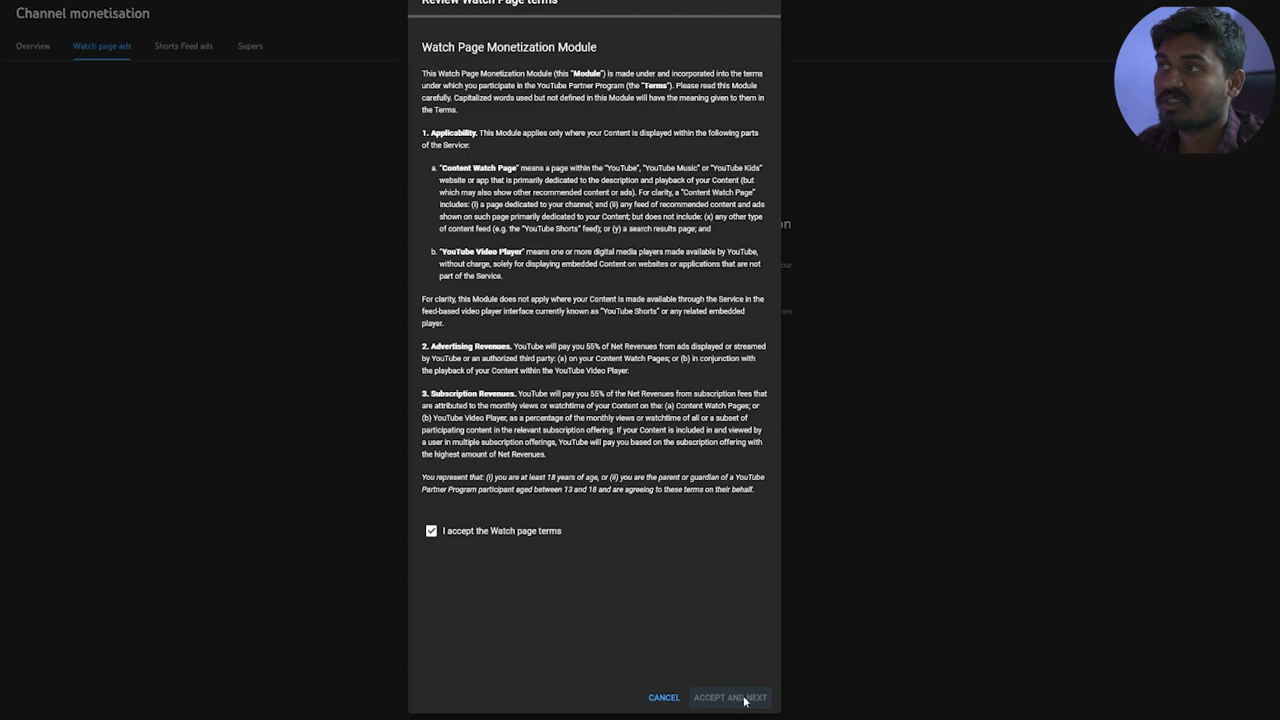 Channel monetisation
Review Watch Page terms
Overview
Watch page ads
Shorts Feed ads
Supers
Watch Page Monetization Module
This Watch Page Monetization Module (this "Module") is made under and incorporated into the terms
under which you participate in the YouTube Partner Program (the "Terms"). Please read this Module
carefully. Capitalized words used but not defined in this Module will have the meaning given to them in
the Terms.
1. Applicability. This Module applies only where your Content is displayed within the following parts
of the Service:
a. "Content Watch Page" means a page within the "YouTube", "YouTube Music" or "YouTube Kids"
website or app that is primarily dedicated to the description and playback of your Content (but
which may also show other recommended content or ads). For clarity, a "Content Watch Page"
includes: (i) a page dedicated to your channel; and (ii) any feed of recommended content and ads
shown on such page primarily dedicated to your Content; but does not include: (x) any other type
of content feed (e.g. the "YouTube Shorts" feed); or (y) a search results page; and
b. "YouTube Video Player" means one or more digital media players made available by YouTube,
without charge, solely for displaying embedded Content on websites or applications that are not
part of the Service.
For clarity, this Module does not apply where your Content is made available through the Service in the
feed-based video player interface currently known as "YouTube Shorts" or any related embedded
player.
2. Advertising Revenues. YouTube will pay you 55% of Net Revenues from ads displayed or streamed
by YouTube or an authorized third party: (a) on your Content Watch Pages; or (b) in conjunction with
the playback of your Content within the YouTube Video Player.
3. Subscription Revenues. YouTube will pay you 55% of the Net Revenues from subscription fees that
are attributed to the monthly views or watchtime of your Content on the: (a) Content Watch Pages; or
(b) YouTube Video Player, as a percentage of the monthly views or watchtime of all or a subset of
participating content in the relevant subscription offering. If your Content is included in and viewed by
a user in multiple subscription offerings, YouTube will pay you based on the subscription offering with
the highest amount of Net Revenues.
You represent that: (i) you are at least 18 years of age, or (ii) you are the parent or guardian of a YouTube
Partner Program participant aged between 13 and 18 and are agreeing to these terms on their behalf.
I accept the Watch page terms
CANCEL
ACCEPT AND NEXT